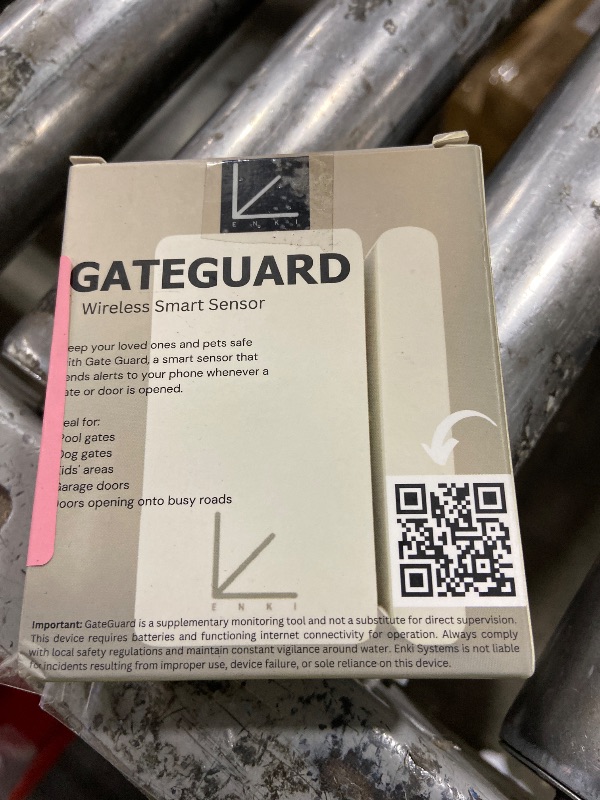 ENKI
GATEGUARD
Wireless Smart Sensor
eep your loved ones and pets safe
ith Gate Guard, a smart sensor that
ends alerts to your phone whenever a
ate or door is opened.
eal for:
Pool gates
Dog gates
ids' areas
Garage doors
oors opening onto busy roads
ENKI
Important: GateGuard is a supplementary monitoring tool and not a substitute for direct supervision.
This device requires batteries and functioning internet connectivity for operation. Always comply
with local safety regulations and maintain constant vigilance around water. Enki Systems is not liable
for incidents resulting from improper use, device failure, or sole reliance on this device.